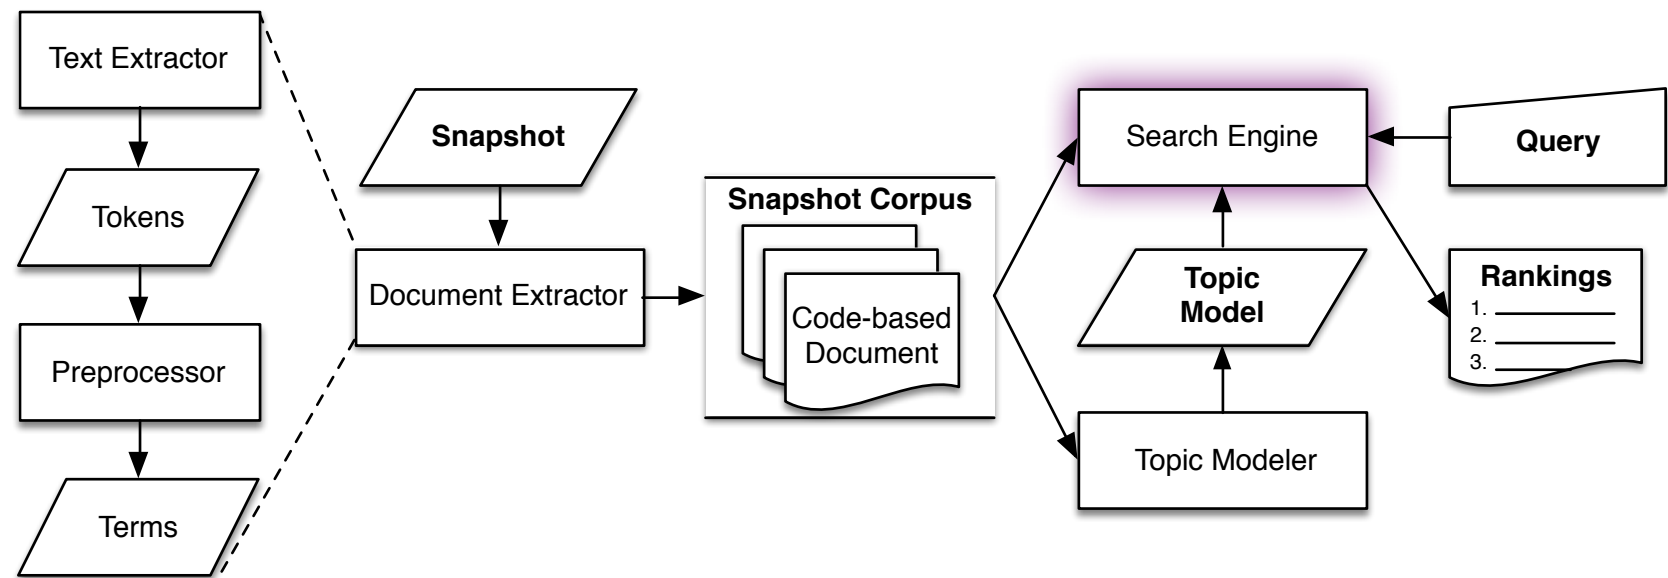 Text Extractor
Tokens
Preprocessor
Terms
Snapshot
Document Extractor
Snapshot Corpus
Code-based
Document
Search Engine
Topic
Model
Topic Modeler
Query
Rankings
1.
2.
3.